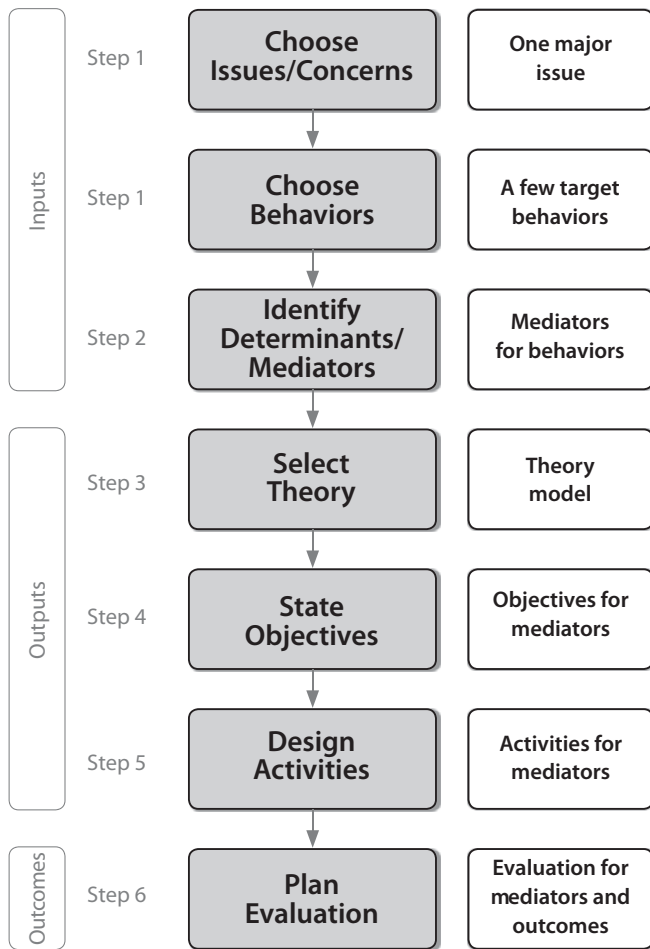 Inputs
Step 1
Choose
Issues/Concerns
One major
issue
Step 1
Choose
Behaviors
A few target
behaviors
Step 2
Identify
Determinants/
Mediators
Mediators
for behaviors
Outputs
Step 3
Select
Theory
Theory
model
Step 4
State
Objectives
Objectives for
mediators
Step 5
Design
Activities
Activities for
mediators
Outcomes
Step 6
Plan
Evaluation
Evaluation for
mediators and
outcomes